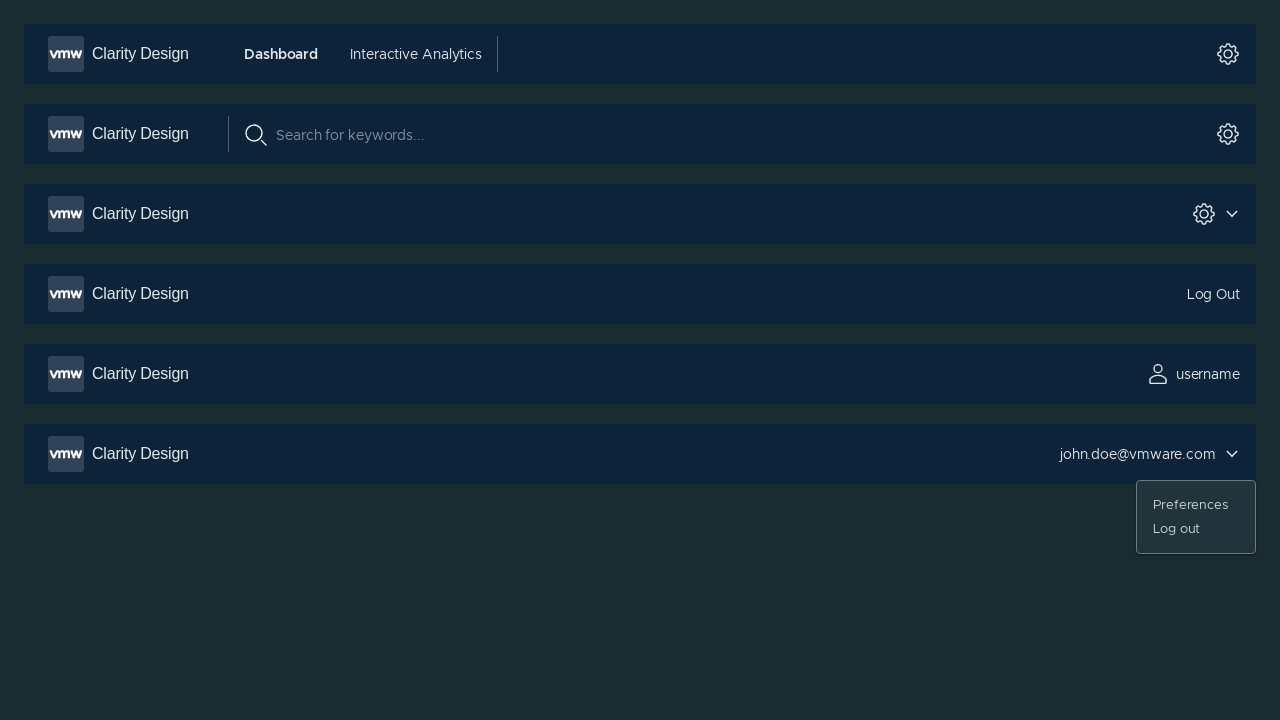 vmw Clarity Design Dashboard Interactive Analytics
vmw Clarity Design Search for keywords...
vmw Clarity Design
vmw Clarity Design Log Out
vmw Clarity Design username
vmw Clarity Design john.doe@vmware.com
Preferences
Log out